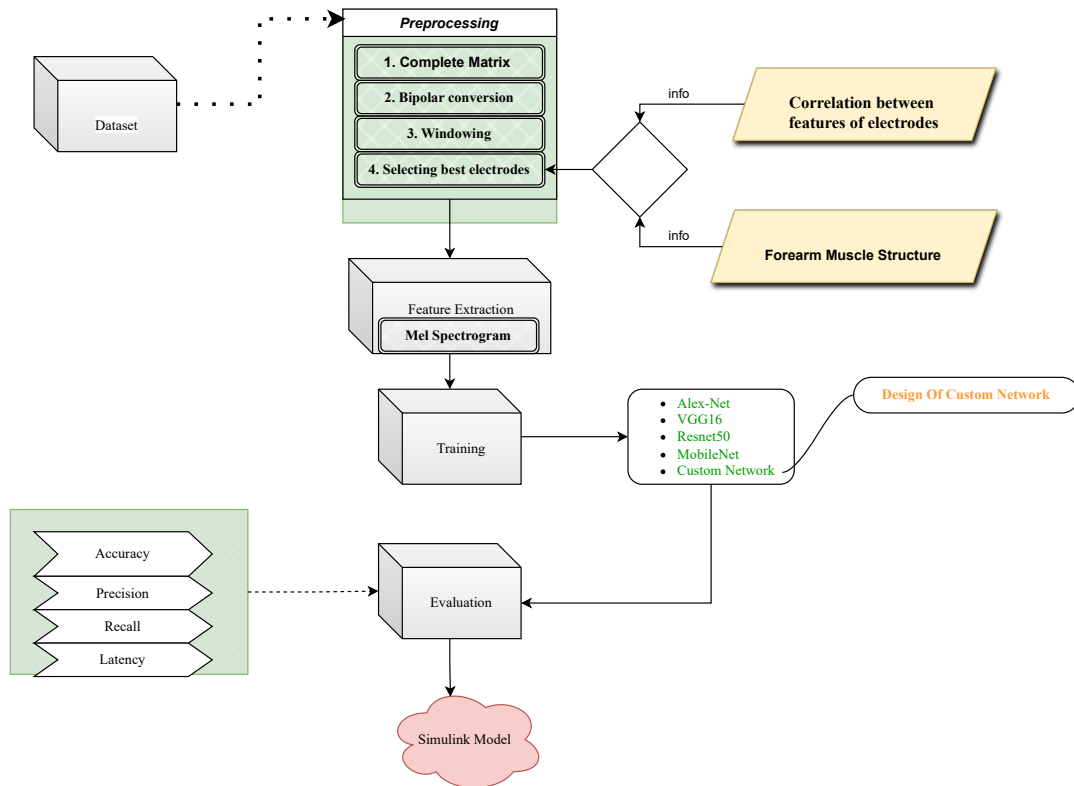 Preprocessing
1. Complete Matrix
2. Bipolar conversion
3. Windowing
4. Selecting best electrodes
Dataset
info
Correlation between
features of electrodes
info
Forearm Muscle Structure
Feature Extraction
Mel Spectrogram
Training
Alex-Net
VGG16
Resnet50
MobileNet
Custom Network
Design Of Custom Network
Accuracy
Precision
Recall
Latency
Evaluation
Simulink Model